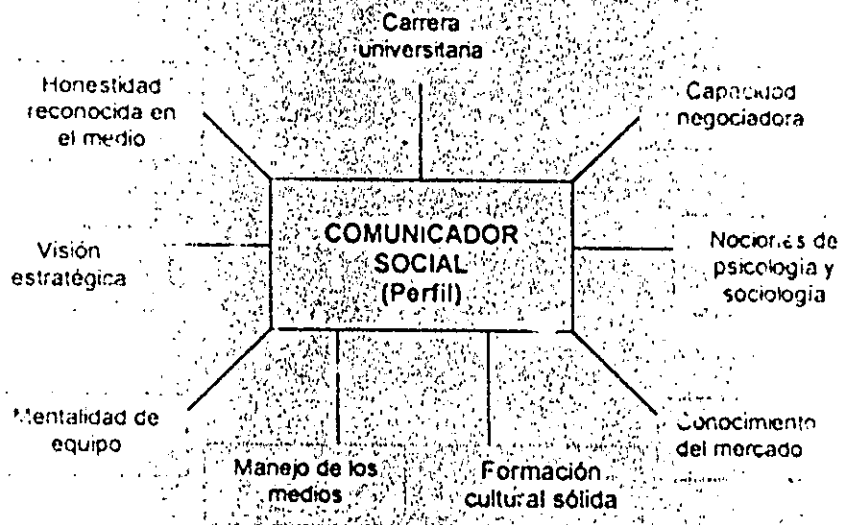 Carrera
universitaria
Honestidad
reconocida en
el medio
Capacidad
negociadora
COMUNICADOR
SOCIAL
(Perfil)
Visión
estratégica
Nociones de
psicología y
sociología
Mentalidad de
equipo
Manejo de los
medios
Formación
cultural sólida
Conocimiento
del mercado